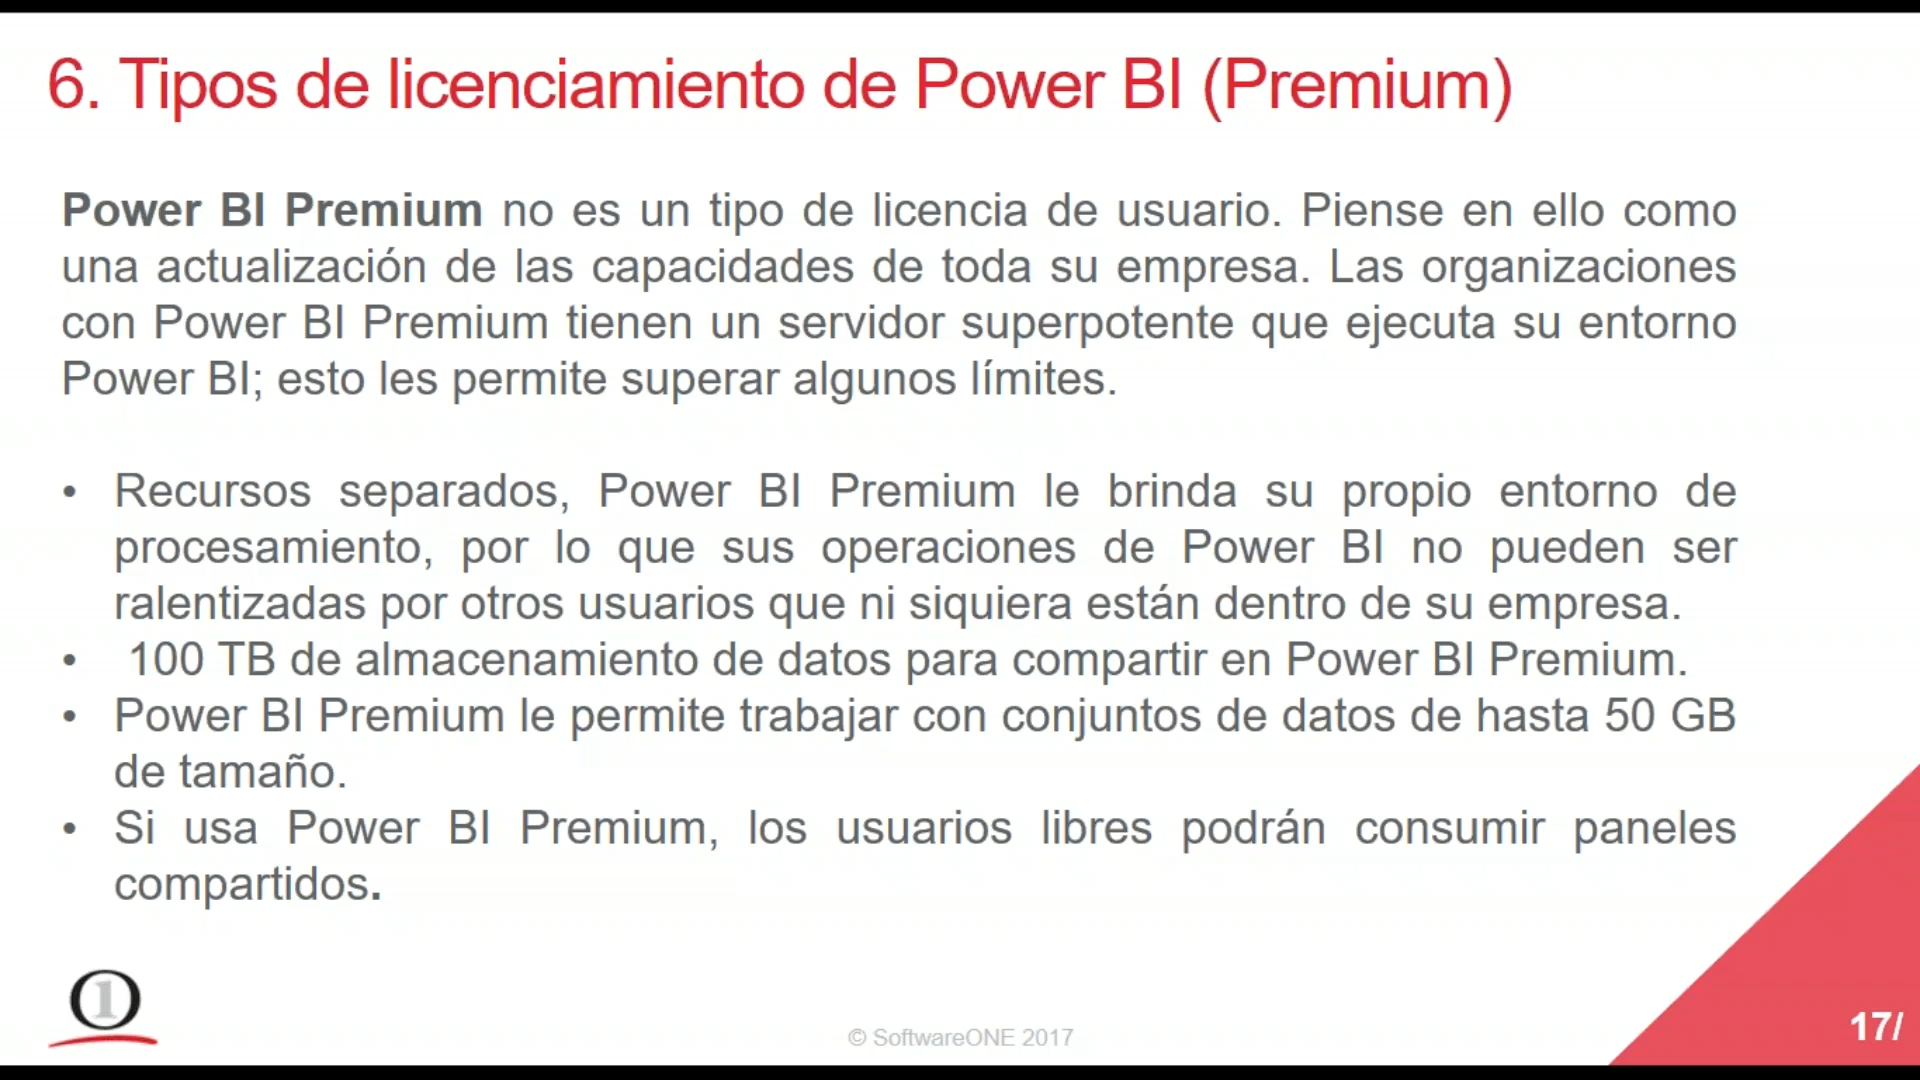 6. Tipos de licenciamiento de Power BI (Premium)
Power BI Premium no es un tipo de licencia de usuario. Piense en ello como
una actualización de las capacidades de toda su empresa. Las organizaciones
con Power BI Premium tienen un servidor superpotente que ejecuta su entorno
Power BI; esto les permite superar algunos límites.
• Recursos separados, Power BI Premium le brinda su propio entorno de
procesamiento, por lo que sus operaciones de Power BI no pueden ser
ralentizadas por otros usuarios que ni siquiera están dentro de su empresa.
• 100 TB de almacenamiento de datos para compartir en Power BI Premium.
• Power BI Premium le permite trabajar con conjuntos de datos de hasta 50 GB
de tamaño.
• Si usa Power BI Premium, los usuarios libres podrán consumir paneles
compartidos.
1
© SoftwareONE 2017
17/